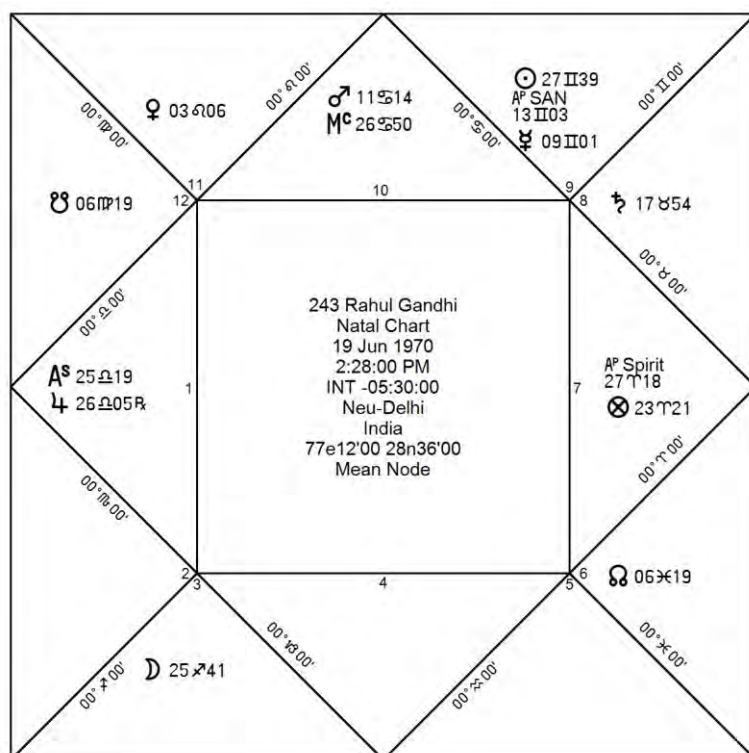 ☉ 27♊39
Aᴾ SAN
13♊03
☿ 09♊01
♂ 11♋14
Mᶜ 26♋50
♀ 03♌06
00°♌00'
00°♋00'
00°♊00'
00°♍00'
11
12
10
9
8
☋ 06♍19
♄ 17♉54
00°♎00'
00°♉00'
243 Rahul Gandhi
Natal Chart
19 Jun 1970
2:28:00 PM
INT -05:30:00
Neu-Delhi
India
77e12'00 28n36'00
Mean Node
Aˢ 25♎19
♃ 26♎05℞
1
7
Aᴾ Spirit
27♈18
⊗ 23♈21
00°♏00'
00°♈00'
2
3
4
5
6
☊ 06♓19
☽ 25♐41
00°♐00'
00°♑00'
00°♒00'
00°♓00'